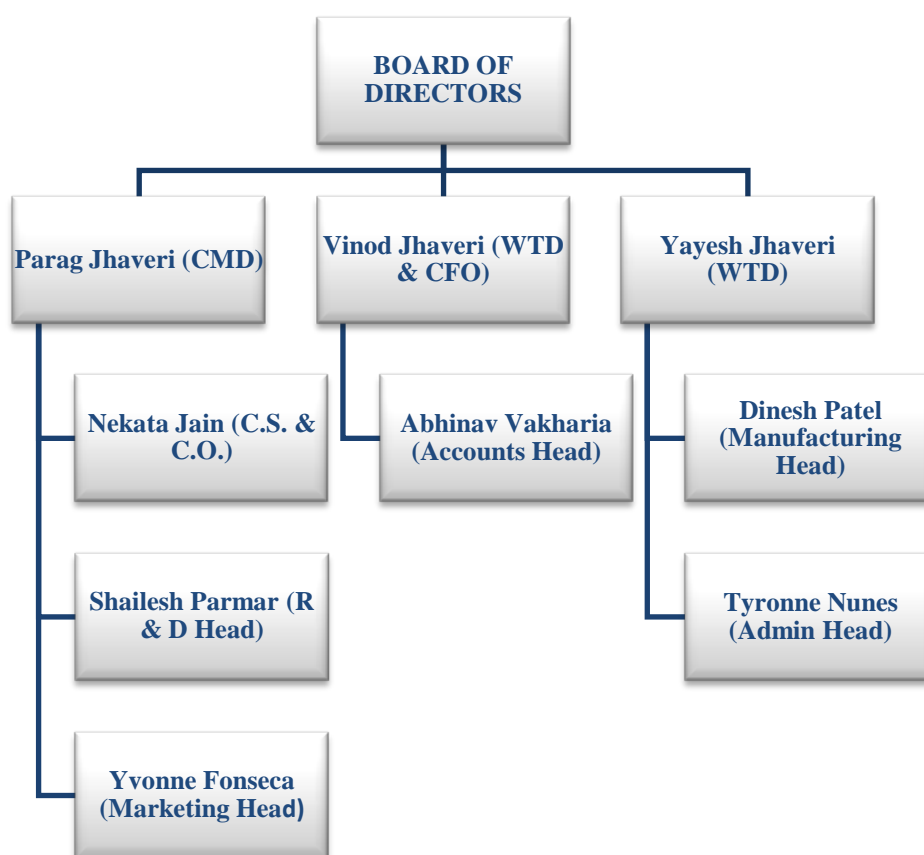 BOARD OF
DIRECTORS
Parag Jhaveri (CMD)
Vinod Jhaveri (WTD
& CFO)
Yayesh Jhaveri
(WTD)
Nekata Jain (C.S. &
C.O.)
Abhinav Vakharia
(Accounts Head)
Dinesh Patel
(Manufacturing
Head)
Shailesh Parmar (R
& D Head)
Tyronne Nunes
(Admin Head)
Yvonne Fonseca
(Marketing Head)